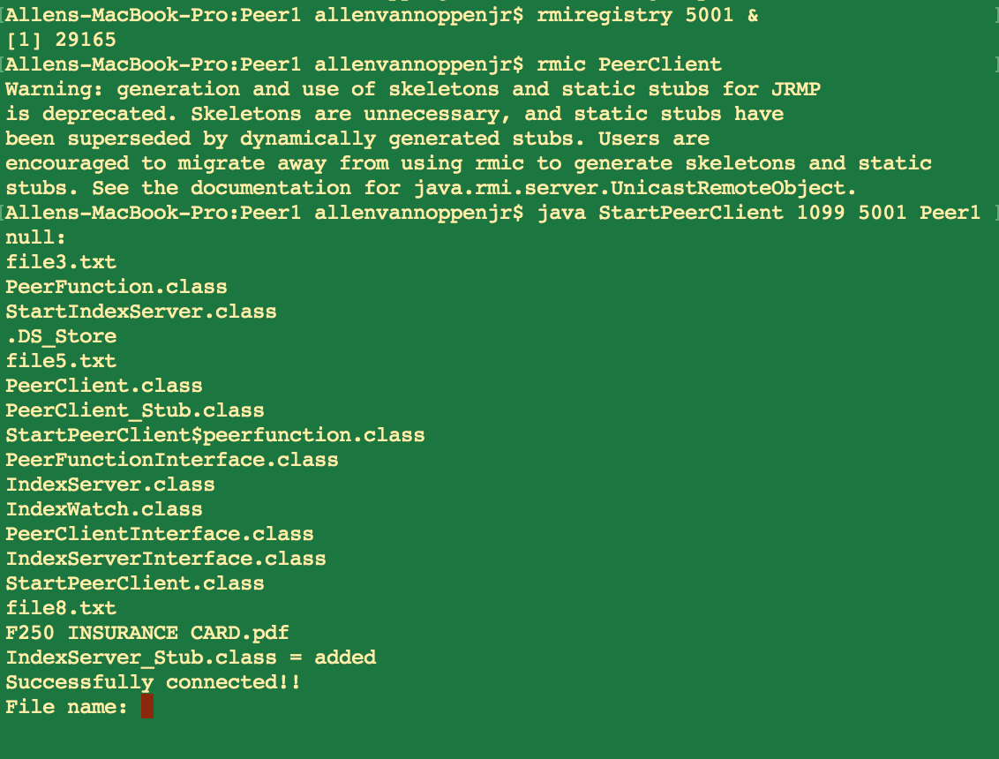 Allens-MacBook-Pro:Peer1 allenvannoppenjr$ rmiregistry 5001 &
[1] 29165
Allens-MacBook-Pro:Peer1 allenvannoppenjr$ rmic PeerClient
Warning: generation and use of skeletons and static stubs for JRMP
is deprecated. Skeletons are unnecessary, and static stubs have
been superseded by dynamically generated stubs. Users are
encouraged to migrate away from using rmic to generate skeletons and static
stubs. See the documentation for java.rmi.server.UnicastRemoteObject.
Allens-MacBook-Pro:Peer1 allenvannoppenjr$ java StartPeerClient 1099 5001 Peer1
null:
file3.txt
PeerFunction.class
StartIndexServer.class
.DS_Store
file5.txt
PeerClient.class
PeerClient_Stub.class
StartPeerClient$peerfunction.class
PeerFunctionInterface.class
IndexServer.class
IndexWatch.class
PeerClientInterface.class
IndexServerInterface.class
StartPeerClient.class
file8.txt
F250 INSURANCE CARD.pdf
IndexServer_Stub.class = added
Successfully connected!!
File name: